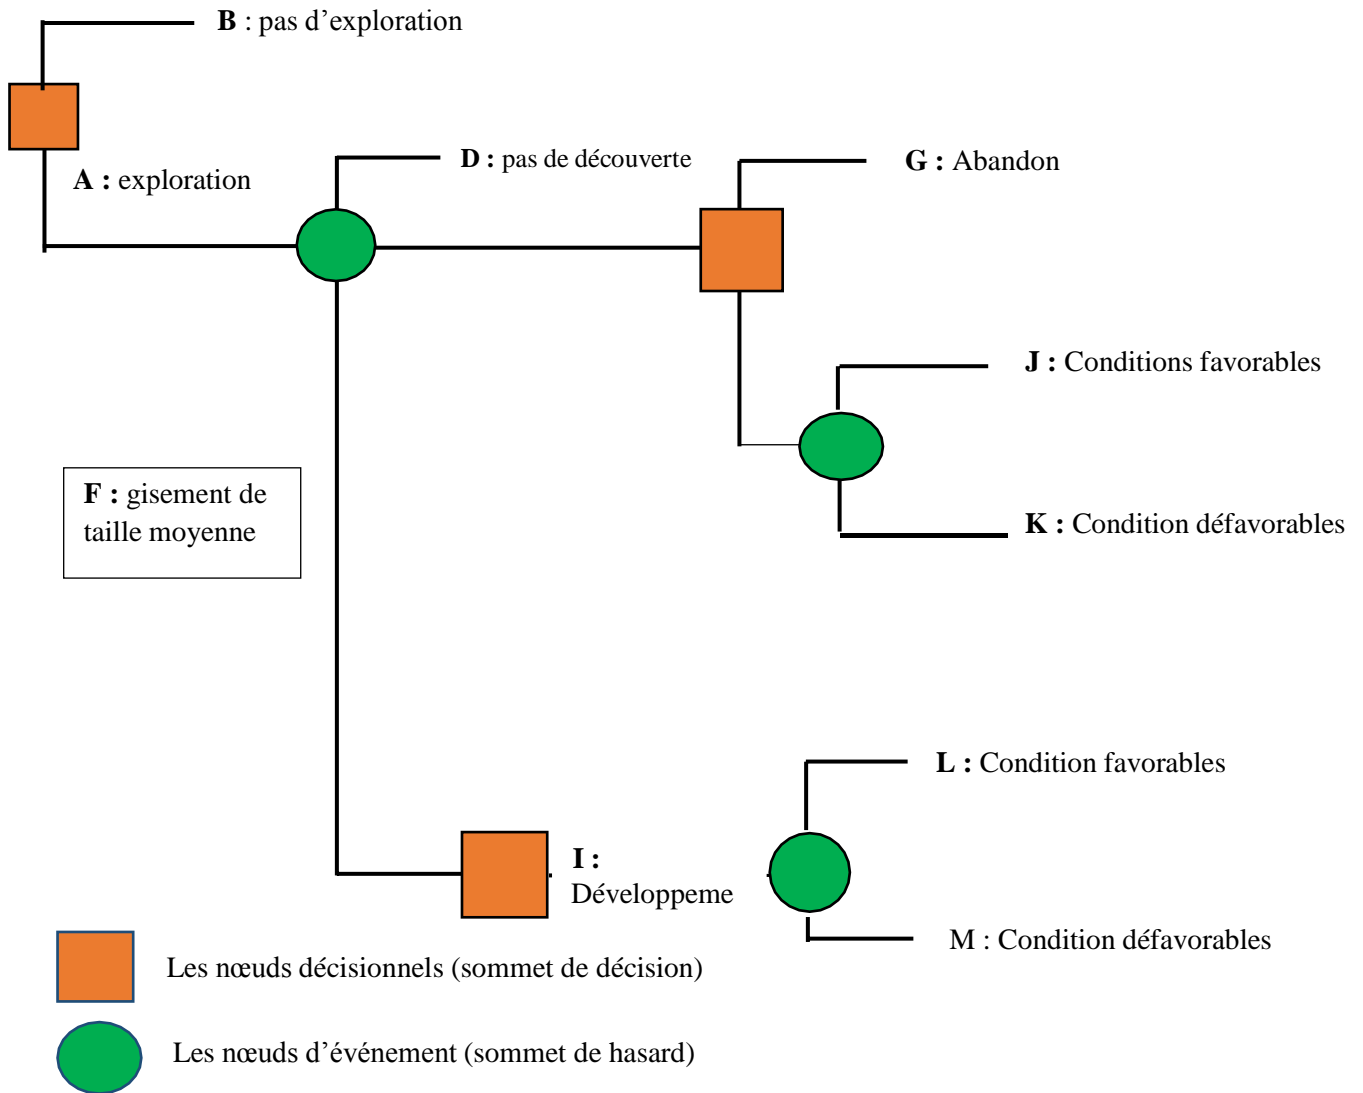 B : pas d’exploration
D : pas de découverte
G : Abandon
A : exploration
J : Conditions favorables
F : gisement de
taille moyenne
K : Condition défavorables
L : Condition favorables
I :
Développeme
M : Condition défavorables
Les nœuds décisionnels (sommet de décision)
Les nœuds d’événement (sommet de hasard)